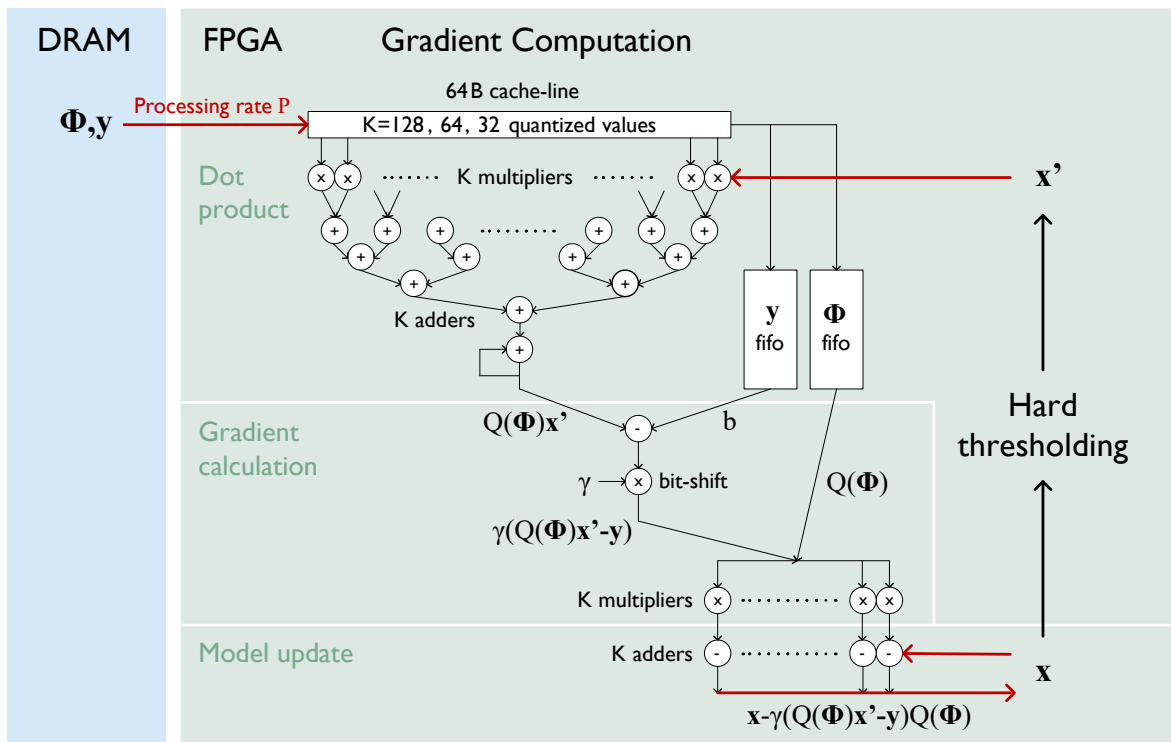 DRAM
FPGA
Gradient Computation
64B cache-line
Φ,y
Processing rate P
K=128, 64, 32 quantized values
Dot
product
x x ······ K multipliers ······ x x
x’
+ + + ········ + + +
+ + + +
+ +
K adders
+
+
y
fifo
Φ
fifo
Q(Φ)x’
-
b
Hard
thresholding
Gradient
calculation
γ
x
bit-shift
Q(Φ)
γ(Q(Φ)x’-y)
K multipliers
x ·········· x x
Model update
K adders
- ·········· - -
x
x-γ(Q(Φ)x’-y)Q(Φ)